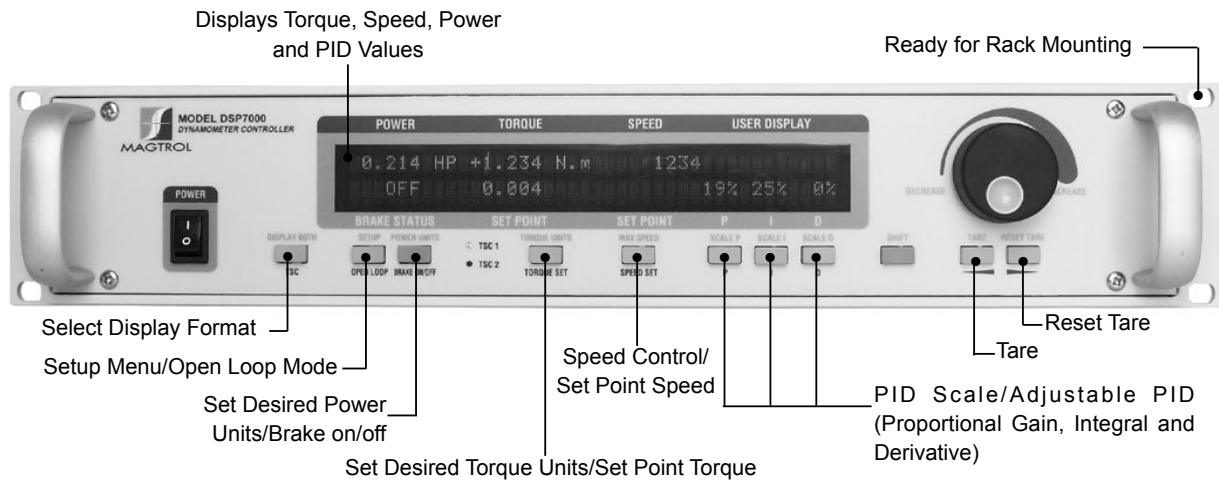 Displays Torque, Speed, Power
and PID Values
Ready for Rack Mounting
MODEL DSP7000
DYNAMOMETER CONTROLLER
MAGTROL
POWER TORQUE SPEED USER DISPLAY
0.214 HP +1.234 N.m 1234
OFF 0.004 19% 25% 0%
BRAKE STATUS SET POINT SET POINT P I D
POWER
I
O
DECREASE
DISPLAY BOTH SETUP POWER UNITS TSC 1 TORQUE UNITS MAX SPEED SCALE P SCALE I SCALE D SHIFT TARE RESET TARE
TSC OPEN LOOP BRAKE ON/OFF TSC 2 TORQUE SET SPEED SET P D
Select Display Format
Setup Menu/Open Loop Mode
Set Desired Power
Units/Brake on/off
Set Desired Torque Units/Set Point Torque
Speed Control/
Set Point Speed
Reset Tare
Tare
PID Scale/Adjustable PID
(Proportional Gain, Integral and
Derivative)